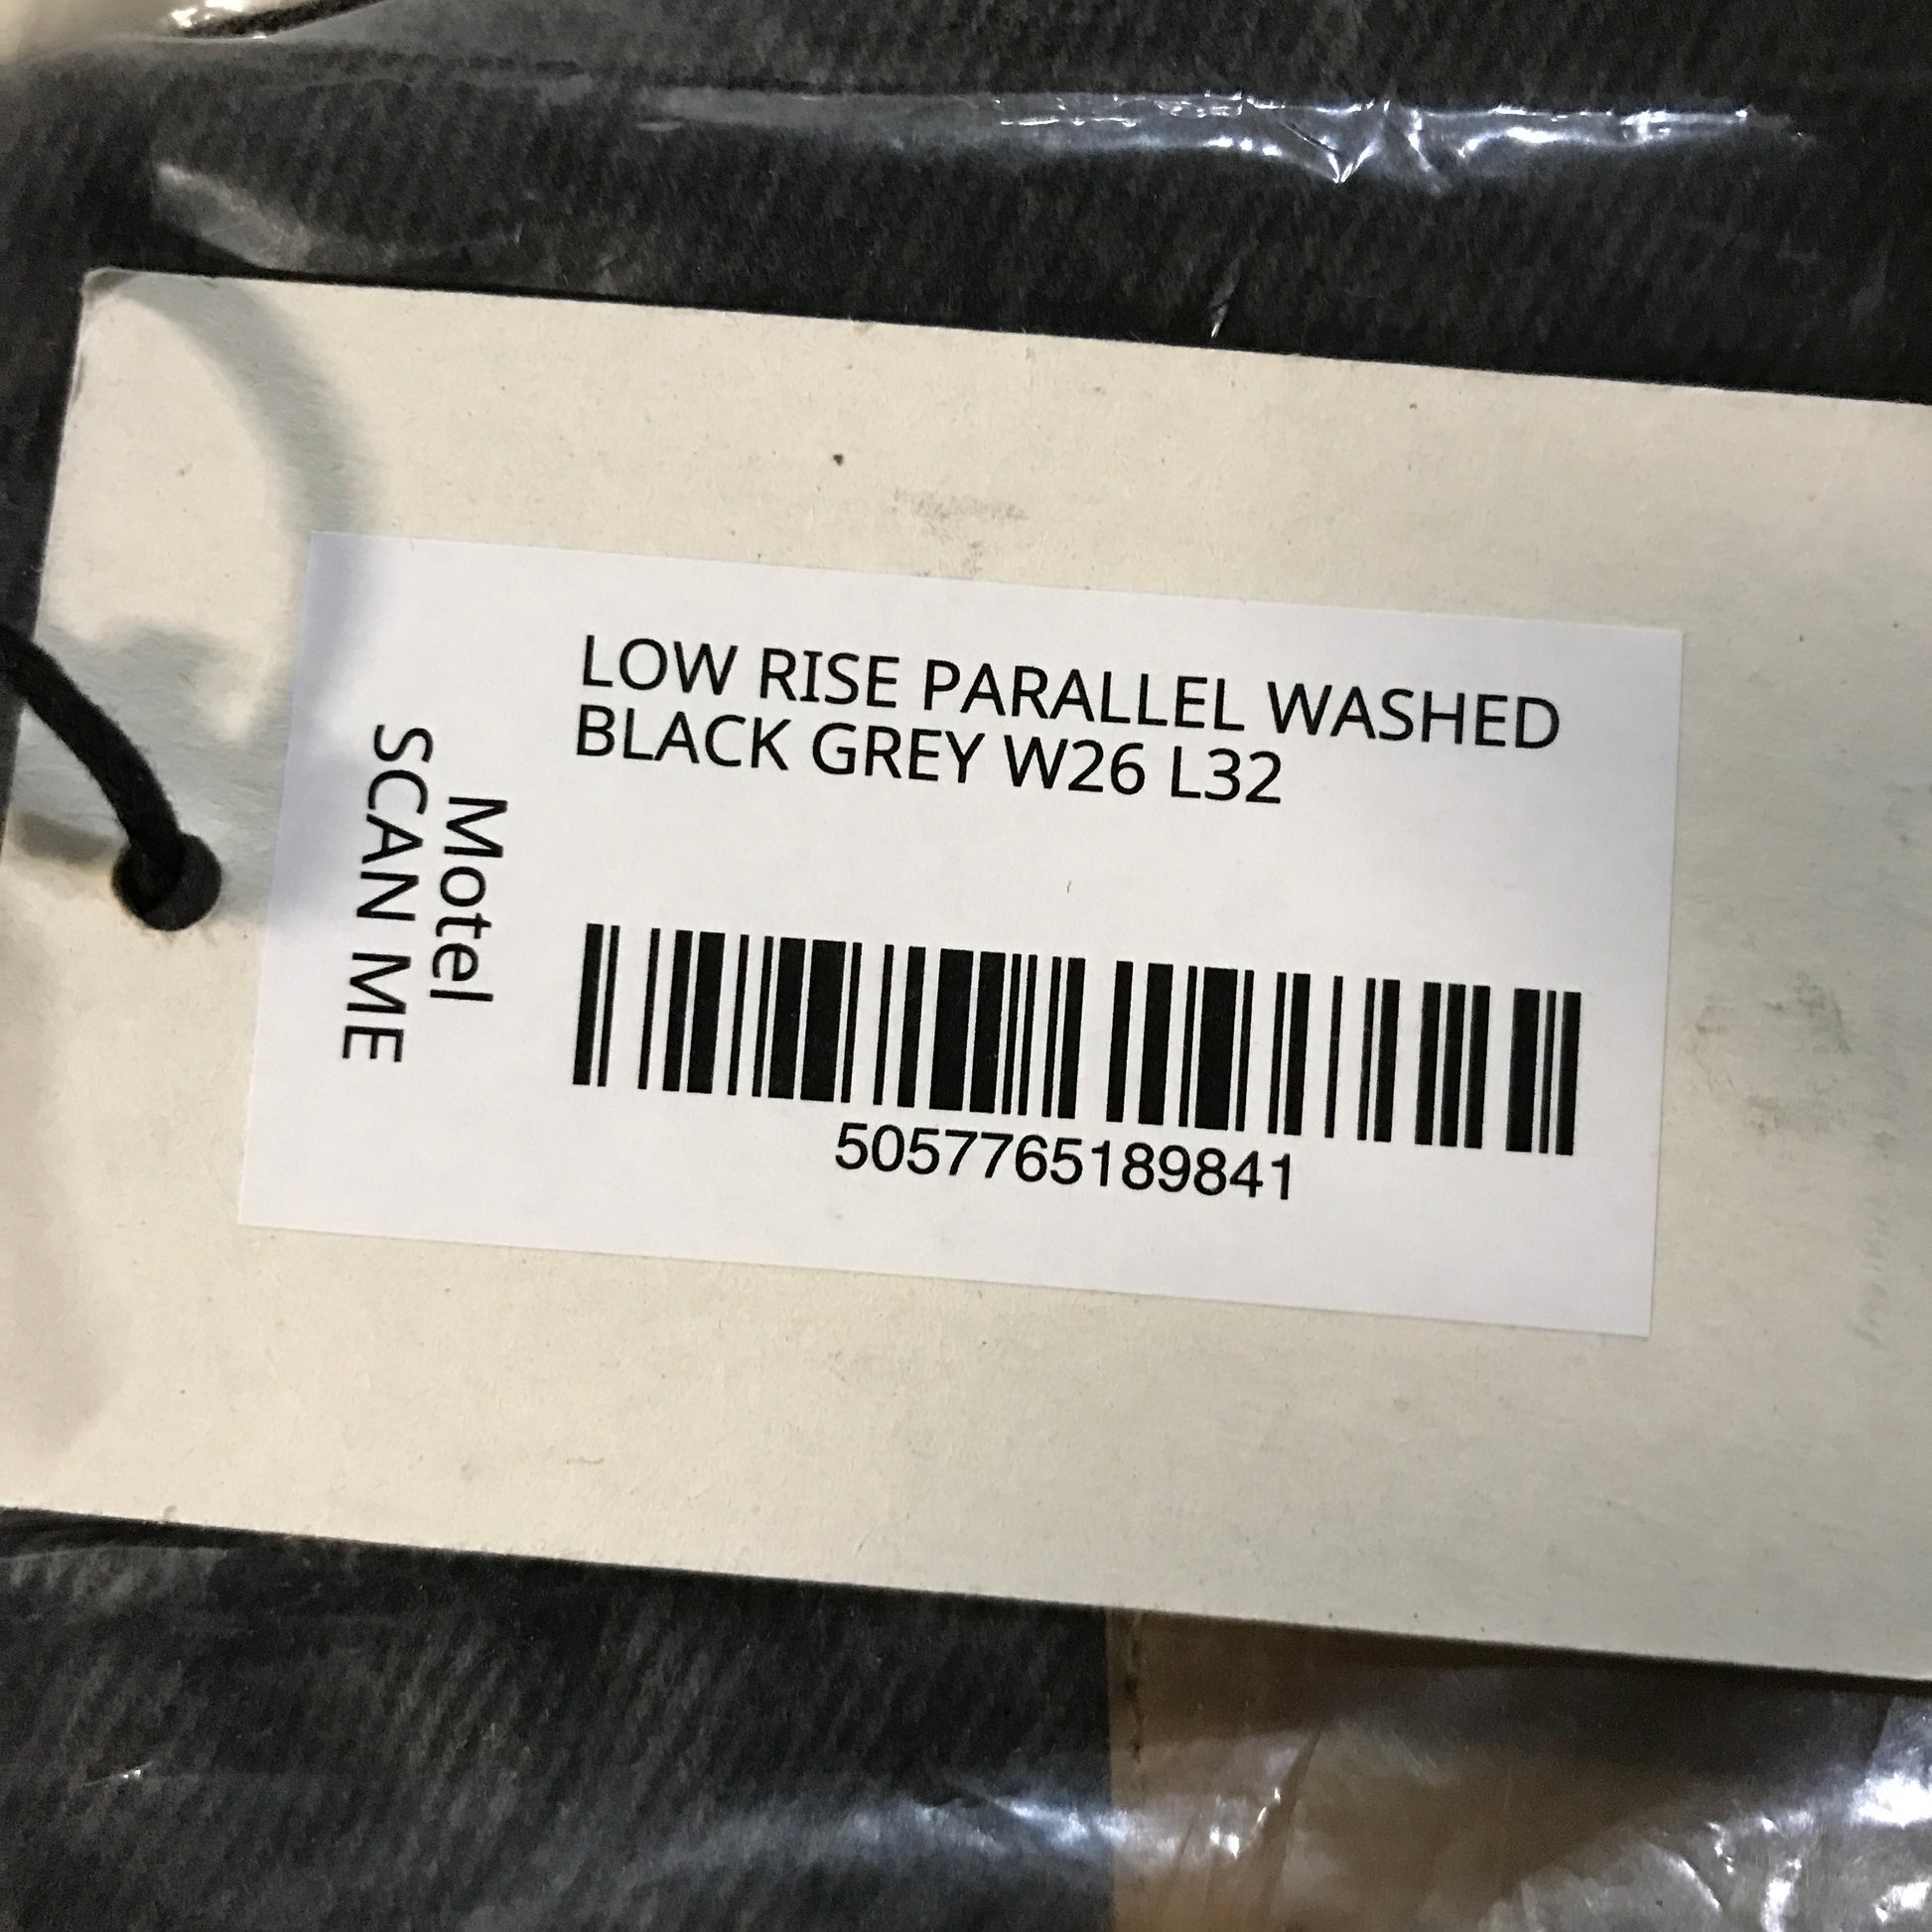 LOW RISE PARALLEL WASHED
BLACK GREY W26 L32
Motel
SCAN ME
5057765189841